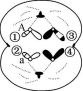 A
① ③
② ④
a